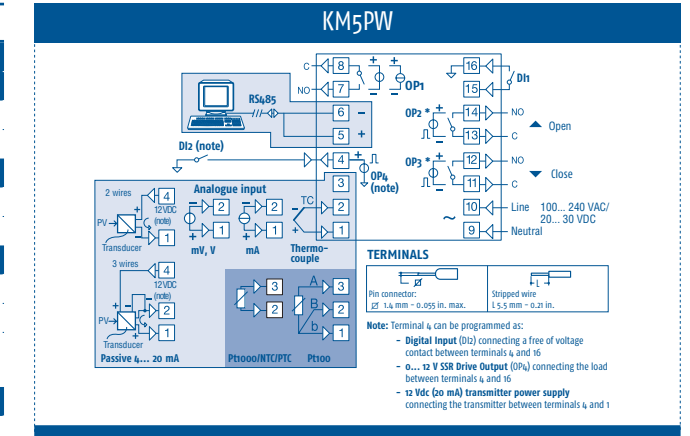 KM5PW
C
8
NO
7
+
-
+
-
OP1
RS485
6 -
5 +
DI2 (note)
4
+
-
OP4
(note)
16
15
DI1
OP2 *
+
-
14
NO
13
C
Open
OP3 *
+
-
12
NO
11
C
Close
10
Line
100... 240 VAC/
20... 30 VDC
~
9
Neutral
3
TC
2
1
-
+
Analogue input
2 wires
4
12 VDC
(note)
PV
+
-
1
Transducer
-
2
+
1
mV, V
-
2
+
1
mA
Thermo-
couple
3 wires
4
12 VDC
(note)
+
-
-
2
PV
+
1
Transducer
Passive 4... 20 mA
3
2
Pt1000/NTC/PTC
A
3
B
2
b
1
Pt100
TERMINALS
Pin connector:
∅ 1.4 mm - 0.055 in. max.
L
Stripped wire
L 5.5 mm - 0.21 in.
Note: Terminal 4 can be programmed as:
- Digital Input (DI2) connecting a free of voltage
contact between terminals 4 and 16
- 0... 12 V SSR Drive Output (OP4) connecting the load
between terminals 4 and 16
- 12 Vdc (20 mA) transmitter power supply
connecting the transmitter between terminals 4 and 1